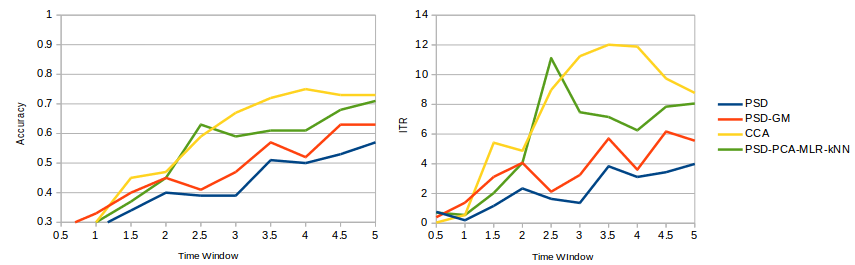 1
0.9
0.8
0.7
0.6
0.5
0.4
0.3
Accuracy
0.5 1 1.5 2 2.5 3 3.5 4 4.5 5
Time Window
14
12
10
8
6
4
2
0
ITR
0.5 1 1.5 2 2.5 3 3.5 4 4.5 5
Time WIndow
PSD
PSD-GM
CCA
PSD-PCA-MLR-kNN